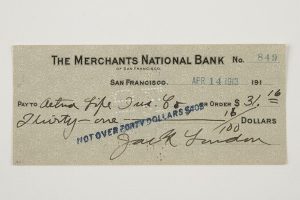 THE MERCHANTS NATIONAL BANK No. 849
OF SAN FRANCISCO.
SAN FRANCISCO, APR 14 1913 191
PAY TO Aetna Life Ins. Co OR ORDER $ 31.16
Thirty-one 16/100 DOLLARS
NOT OVER FORTY DOLLARS $40$
Jack London